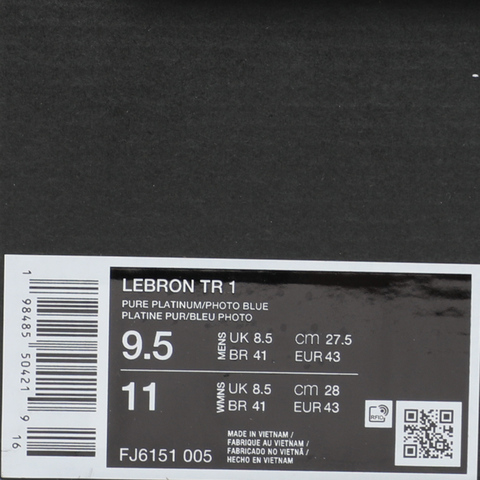 LEBRON TR 1
PURE PLATINUM/PHOTO BLUE
PLATINE PUR/BLEU PHOTO
9.5 MENS UK 8.5 CM 27.5
BR 41 EUR 43
11 WMNS UK 8.5 CM 28
BR 41 EUR 43
MADE IN VIETNAM /
FABRIQUE AU VIETNAM /
FABRICADO NO VIETNÃ /
HECHO EN VIETNAM
FJ6151 005
RFID
1 98485 50421 9 16